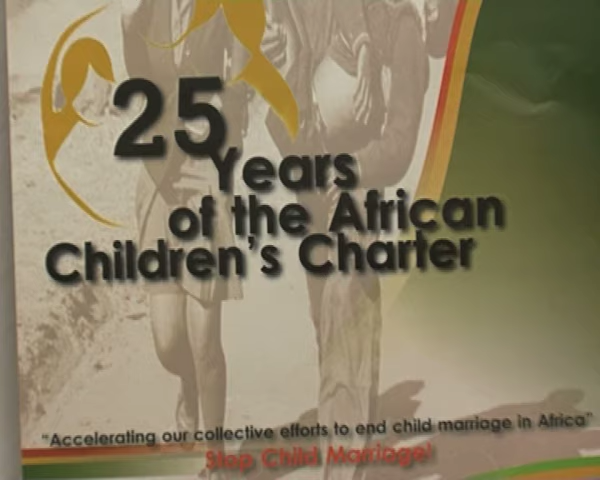 25
Years
of the African
Children's Charter
"Accelerating our collective efforts to end child marriage in Africa"
Stop Child Marriage!